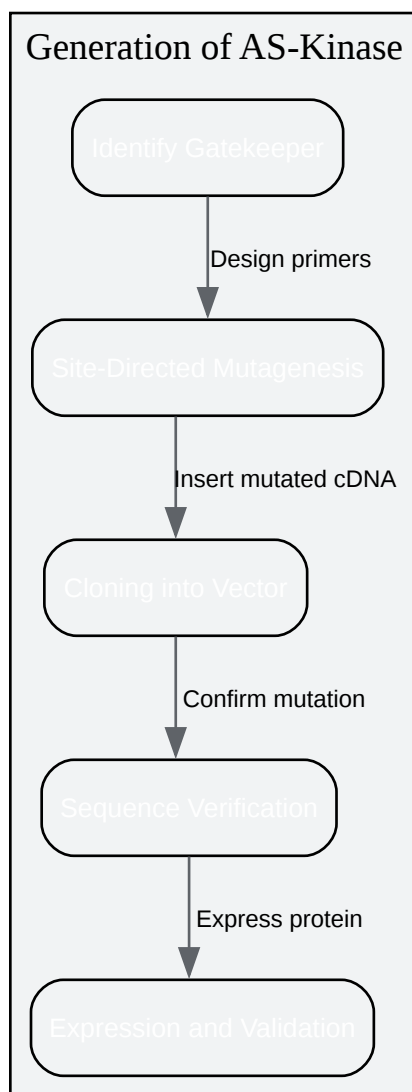 Generation of AS-Kinase
Identify Gatekeeper
Design primers
Site-Directed Mutagenesis
Insert mutated cDNA
Cloning into Vector
Confirm mutation
Sequence Verification
Express protein
Expression and Validation